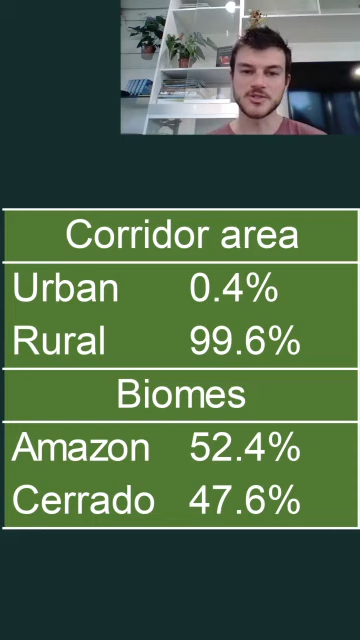 Corridor area
Urban 0.4%
Rural 99.6%
Biomes
Amazon 52.4%
Cerrado 47.6%